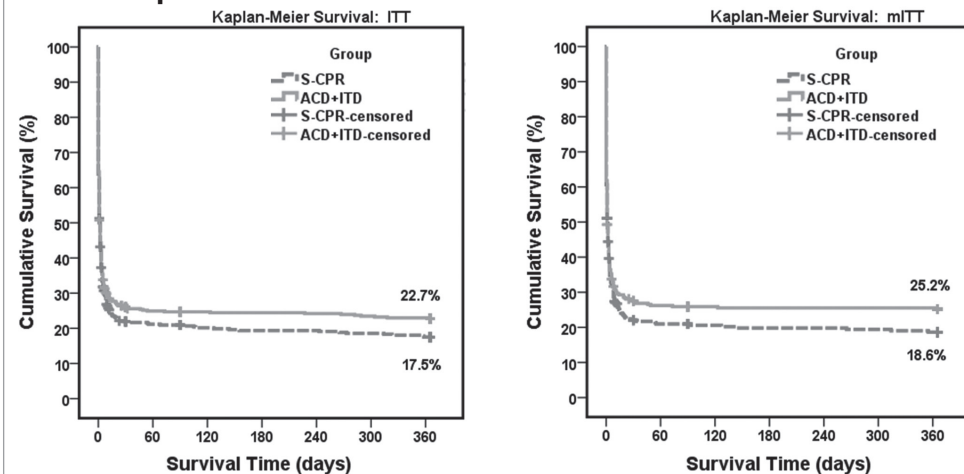 Kaplan-Meier Survival: ITT
Group
S-CPR
ACD+ITD
S-CPR-censored
ACD+ITD-censored
Cumulative Survival (%)
100
90
80
70
60
50
40
30
20
10
0
22.7%
17.5%
0 60 120 180 240 300 360
Survival Time (days)
Kaplan-Meier Survival: mITT
Group
S-CPR
ACD+ITD
S-CPR-censored
ACD+ITD-censored
Cumulative Survival (%)
100
90
80
70
60
50
40
30
20
10
0
25.2%
18.6%
0 60 120 180 240 300 360
Survival Time (days)